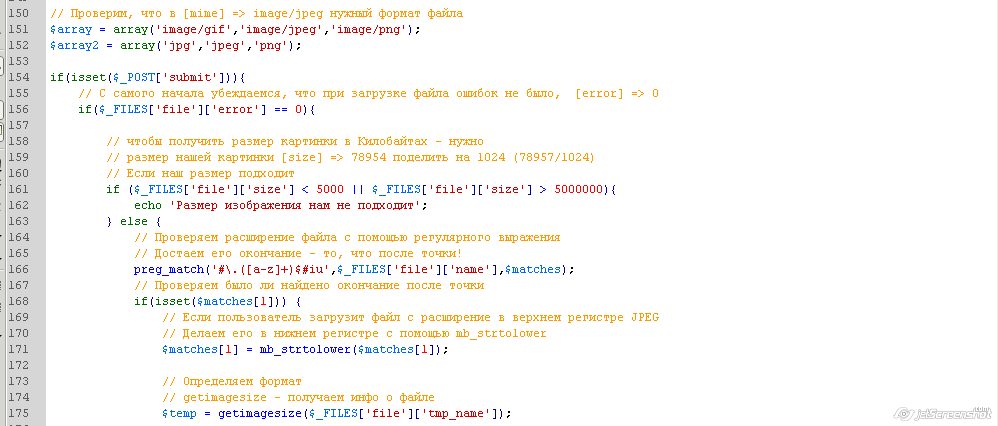 150 // Проверим, что в [mime] => image/jpeg нужный формат файла
151 $array = array('image/gif','image/jpeg','image/png');
152 $array2 = array('jpg','jpeg','png');
153
154 if(isset($_POST['submit'])){
155 // С самого начала убеждаемся, что при загрузке файла ошибок не было, [error] => 0
156 if($_FILES['file']['error'] == 0){
157
158 // чтобы получить размер картинки в Килобайтах - нужно
159 // размер нашей картинки [size] => 78954 поделить на 1024 (78957/1024)
160 // Если наш размер подходит
161 if ($_FILES['file']['size'] < 5000 || $_FILES['file']['size'] > 5000000){
162 echo 'Размер изображения нам не подходит';
163 } else {
164 // Проверяем расширение файла с помощью регулярного выражения
165 // Достаем его окончание - то, что после точки!
166 preg_match('#\.([a-z]+)$#iu',$_FILES['file']['name'],$matches);
167 // Проверяем было ли найдено окончание после точки
168 if(isset($matches[1])) {
169 // Если пользователь загрузит файл с расширение в верхнем регистре JPEG
170 // Делаем его в нижнем регистре с помощью mb_strtolower
171 $matches[1] = mb_strtolower($matches[1]);
172
173 // Определяем формат
174 // getimagesize - получаем инфо о файле
175 $temp = getimagesize($_FILES['file']['tmp_name']);
jetScreenshot